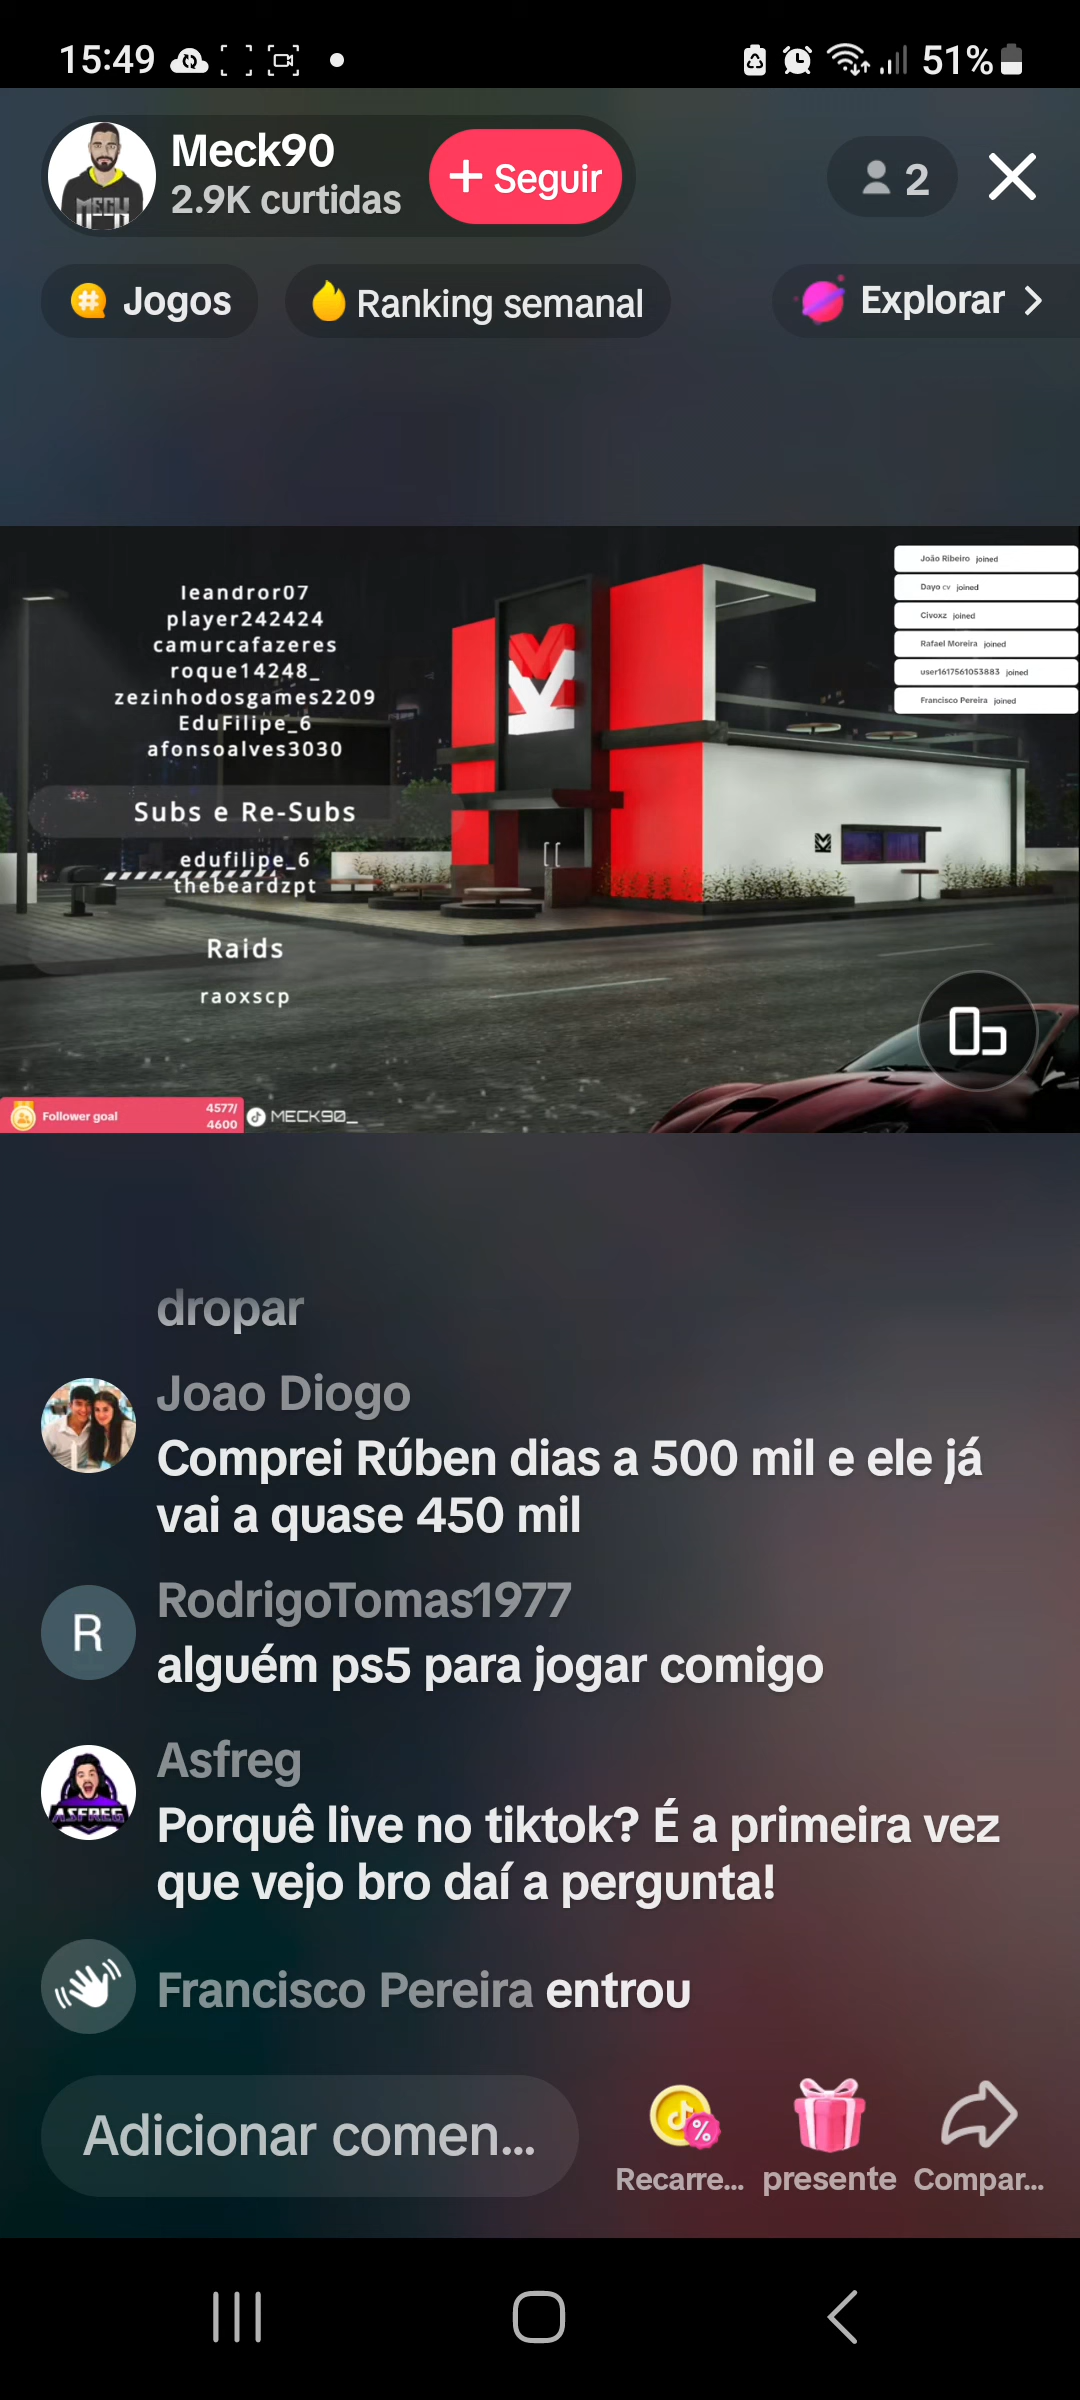 15:49
51%
Meck90
2.9K curtidas
+ Seguir
2
Jogos
Ranking semanal
Explorar
leandror07
player242424
camurcafazeres
roque14248_
zezinhodosgames2209
EduFilipe_6
afonsoalves3030
Subs e Re-Subs
edufilipe_6
thebeardzpt
Raids
raoxscp
João Ribeiro joined
Dayo cv joined
Civoxz joined
Rafael Moreira joined
user1617561053883 joined
Francisco Pereira joined
Follower goal
4577/
4600
MECK90_
dropar
Joao Diogo
Comprei Rúben dias a 500 mil e ele já
vai a quase 450 mil
R
RodrigoTomas1977
alguém ps5 para jogar comigo
ASFREG
Asfreg
Porquê live no tiktok? É a primeira vez
que vejo bro daí a pergunta!
Francisco Pereira entrou
Adicionar comen...
Recarre...
presente
Compar...